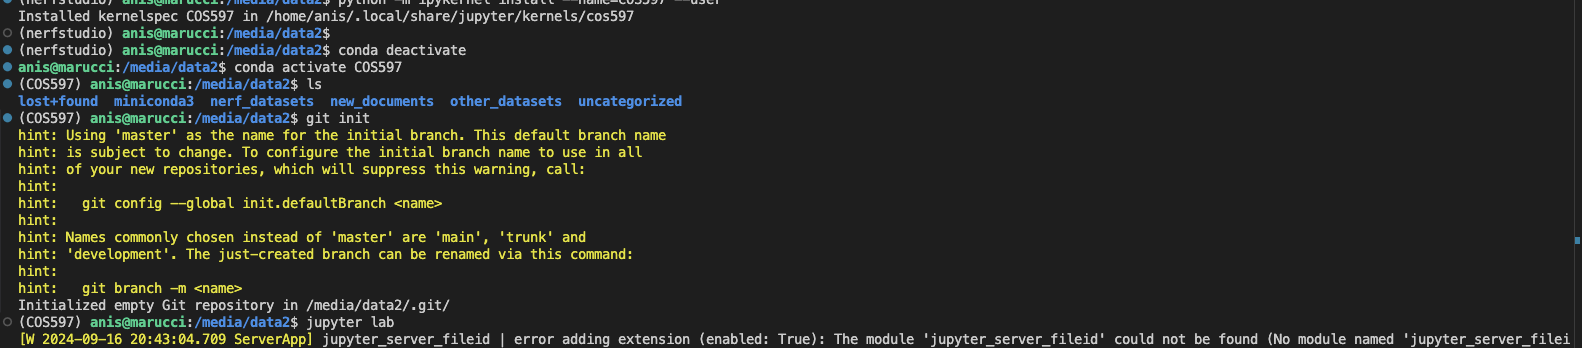 (nerfstudio) anis@marucci:/media/data2$ python -m ipykernel install --name=COS597 --user
Installed kernelspec COS597 in /home/anis/.local/share/jupyter/kernels/cos597
(nerfstudio) anis@marucci:/media/data2$
(nerfstudio) anis@marucci:/media/data2$ conda deactivate
anis@marucci:/media/data2$ conda activate COS597
(COS597) anis@marucci:/media/data2$ ls
lost+found  miniconda3  nerf_datasets  new_documents  other_datasets  uncategorized
(COS597) anis@marucci:/media/data2$ git init
hint: Using 'master' as the name for the initial branch. This default branch name
hint: is subject to change. To configure the initial branch name to use in all
hint: of your new repositories, which will suppress this warning, call:
hint:
hint:   git config --global init.defaultBranch <name>
hint:
hint: Names commonly chosen instead of 'master' are 'main', 'trunk' and
hint: 'development'. The just-created branch can be renamed via this command:
hint:
hint:   git branch -m <name>
Initialized empty Git repository in /media/data2/.git/
(COS597) anis@marucci:/media/data2$ jupyter lab
[W 2024-09-16 20:43:04.709 ServerApp] jupyter_server_fileid | error adding extension (enabled: True): The module 'jupyter_server_fileid' could not be found (No module named 'jupyter_server_filei